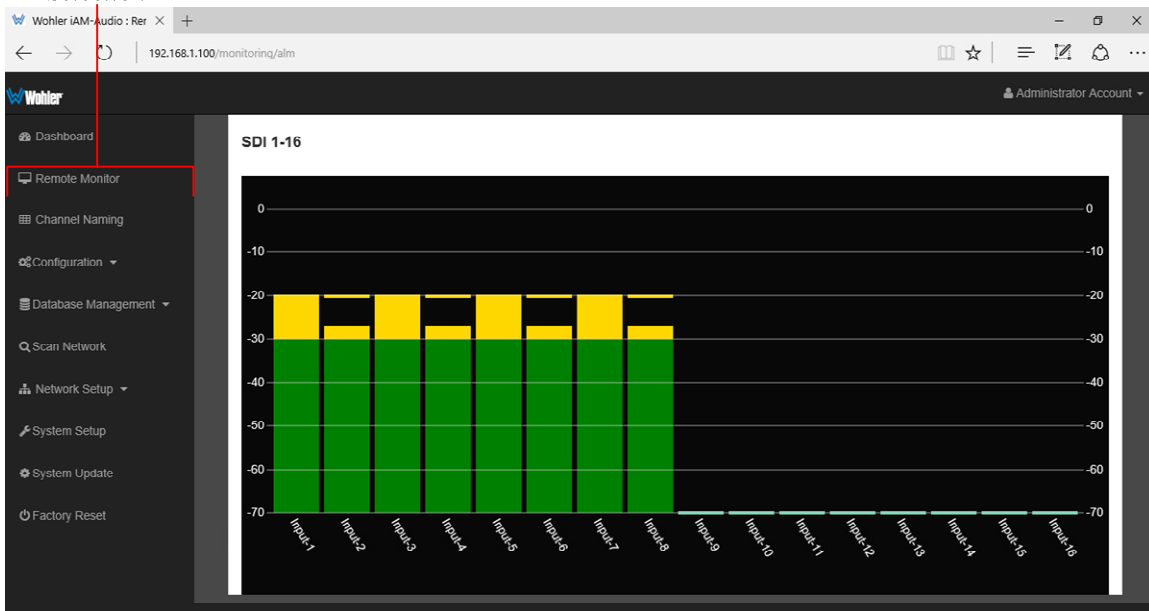 Wohler iAM-Audio : Rer
192.168.1.100/monitoring/alm
Wohler
Administrator Account
Dashboard
Remote Monitor
Channel Naming
Configuration
Database Management
Scan Network
Network Setup
System Setup
System Update
Factory Reset
SDI 1-16
0 0
-10 -10
-20 -20
-30 -30
-40 -40
-50 -50
-60 -60
-70 -70
Input-1 Input-2 Input-3 Input-4 Input-5 Input-6 Input-7 Input-8 Input-9 Input-10 Input-11 Input-12 Input-13 Input-14 Input-15 Input-16